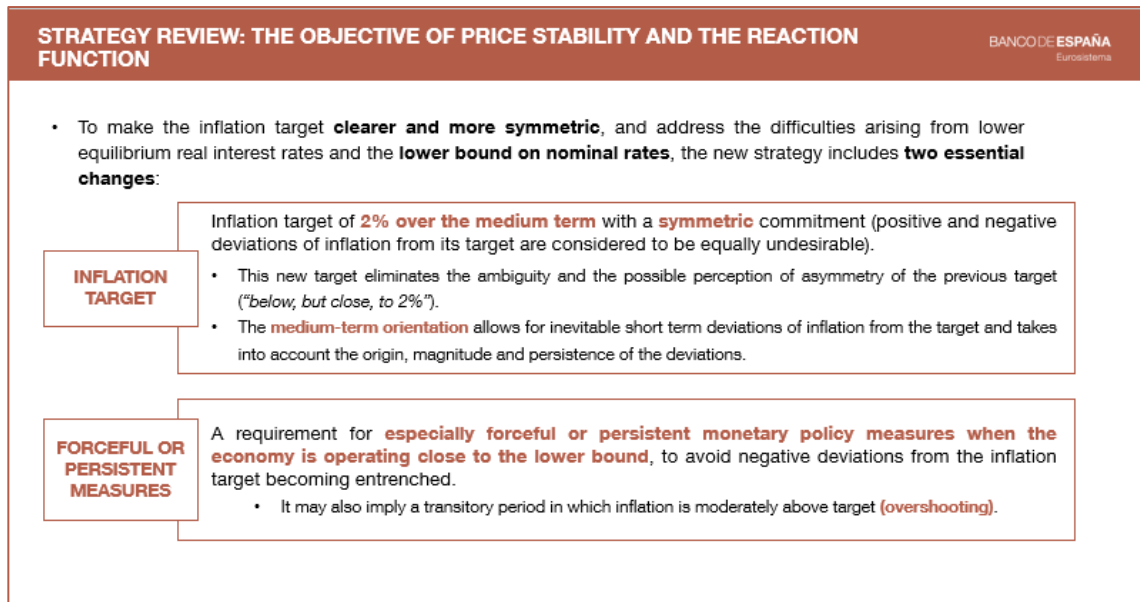 STRATEGY REVIEW: THE OBJECTIVE OF PRICE STABILITY AND THE REACTION
FUNCTION
BANCO DE ESPAÑA
Eurosistema
• To make the inflation target clearer and more symmetric, and address the difficulties arising from lower
equilibrium real interest rates and the lower bound on nominal rates, the new strategy includes two essential
changes:
INFLATION
TARGET
Inflation target of 2% over the medium term with a symmetric commitment (positive and negative
deviations of inflation from its target are considered to be equally undesirable).
• This new target eliminates the ambiguity and the possible perception of asymmetry of the previous target
("below, but close, to 2%").
• The medium-term orientation allows for inevitable short term deviations of inflation from the target and takes
into account the origin, magnitude and persistence of the deviations.
FORCEFUL OR
PERSISTENT
MEASURES
A requirement for especially forceful or persistent monetary policy measures when the
economy is operating close to the lower bound, to avoid negative deviations from the inflation
target becoming entrenched.
• It may also imply a transitory period in which inflation is moderately above target (overshooting).